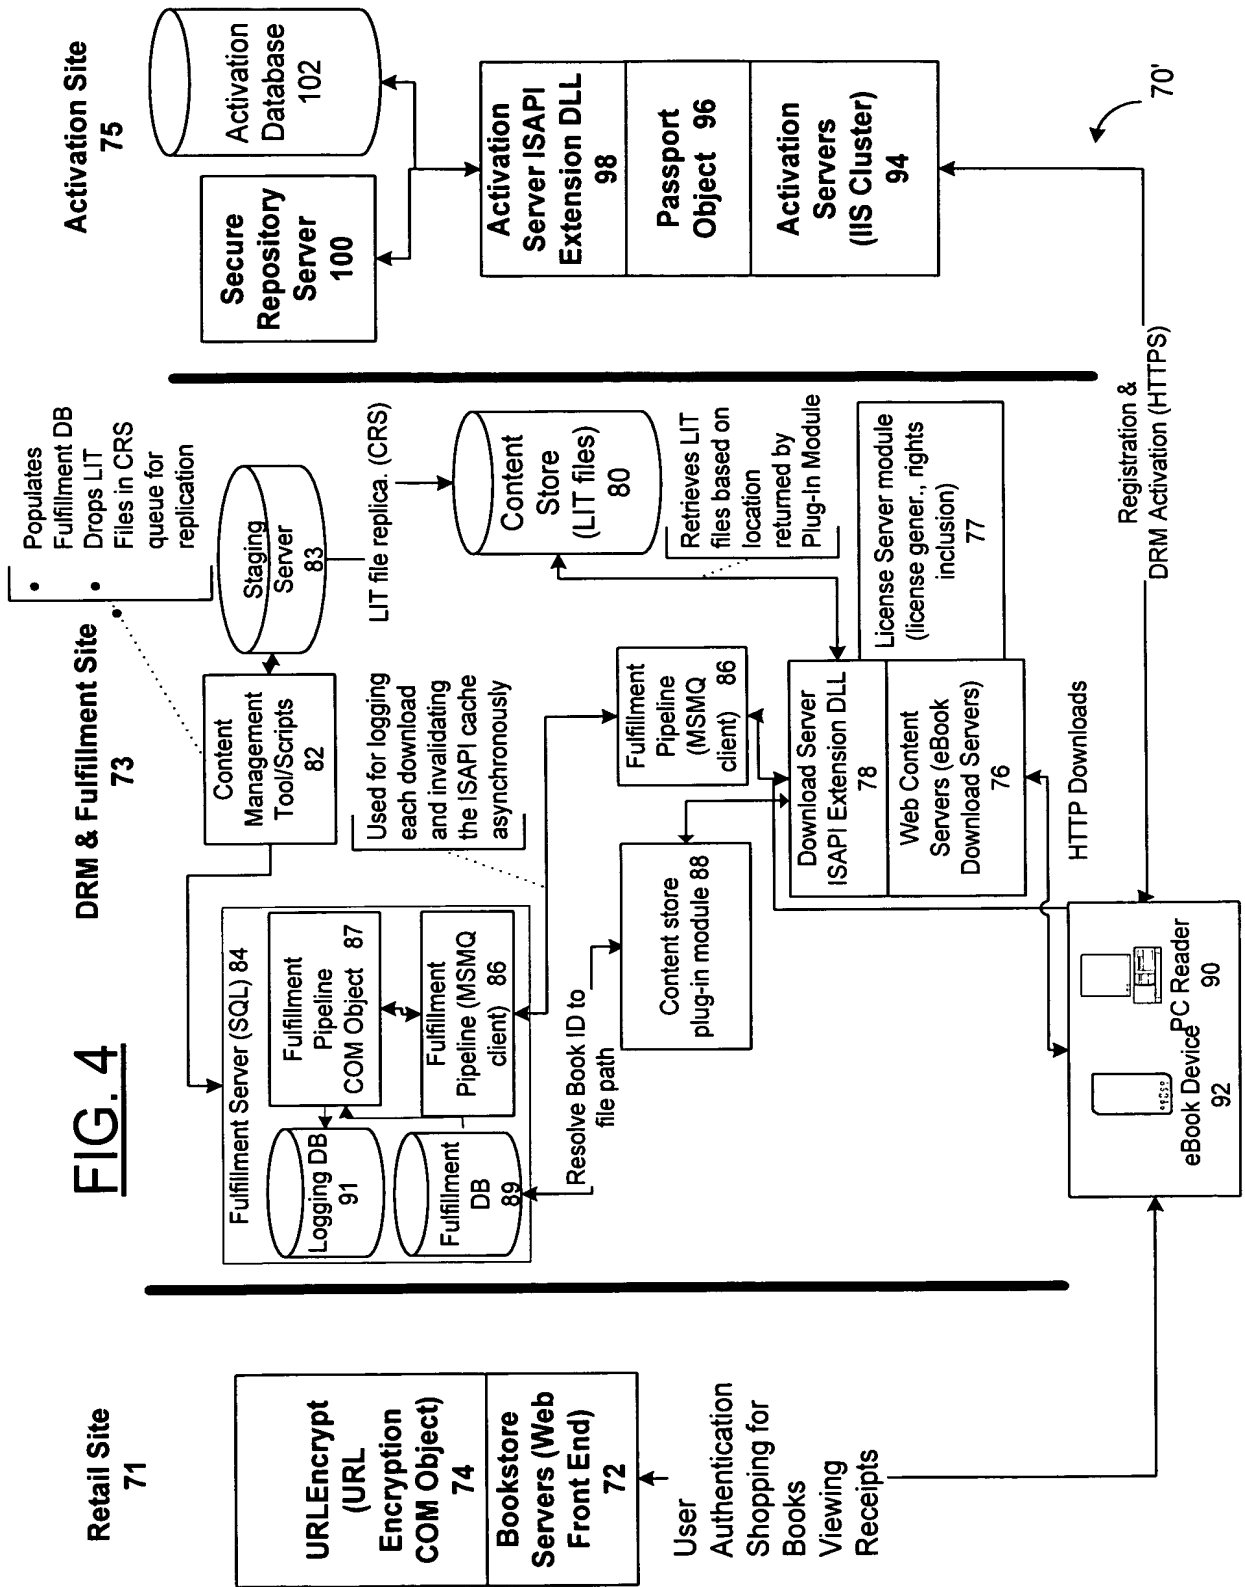 FIG. 4
Retail Site
71
URLEncrypt
(URL
Encryption
COM Object)
74
Bookstore
Servers (Web
Front End)
72
User
Authentication
Shopping for
Books
Viewing
Receipts
DRM & Fulfillment Site
73
Fulfillment Server (SQL) 84
Logging DB
91
Fulfillment
Pipeline
COM Object 87
Fulfillment
DB
89
Fulfillment
Pipeline (MSMQ
client) 86
Content
Management
Tool/Scripts
82
• Populates
Fulfillment DB
• Drops LIT
Files in CRS
queue for
replication
•
Staging
Server
83
LIT file replica. (CRS)
Used for logging
each download
and invalidating
the ISAPI cache
asynchronously
Content
Store
(LIT files)
80
Resolve Book ID to
file path
Content store
plug-in module 88
Fulfillment
Pipeline
(MSMQ
client) 86
Retrieves LIT
files based on
location
returned by
Plug-In Module
Download Server
ISAPI Extension DLL
78
Web Content
Servers (eBook
Download Servers)
76
License Server module
(license gener., rights
inclusion)
77
HTTP Downloads
eBook Device
92
PC Reader
90
Registration &
DRM Activation (HTTPS)
Activation Site
75
Secure
Repository
Server
100
Activation
Database
102
Activation
Server ISAPI
Extension DLL
98
Passport
Object 96
Activation
Servers
(IIS Cluster)
94
70'